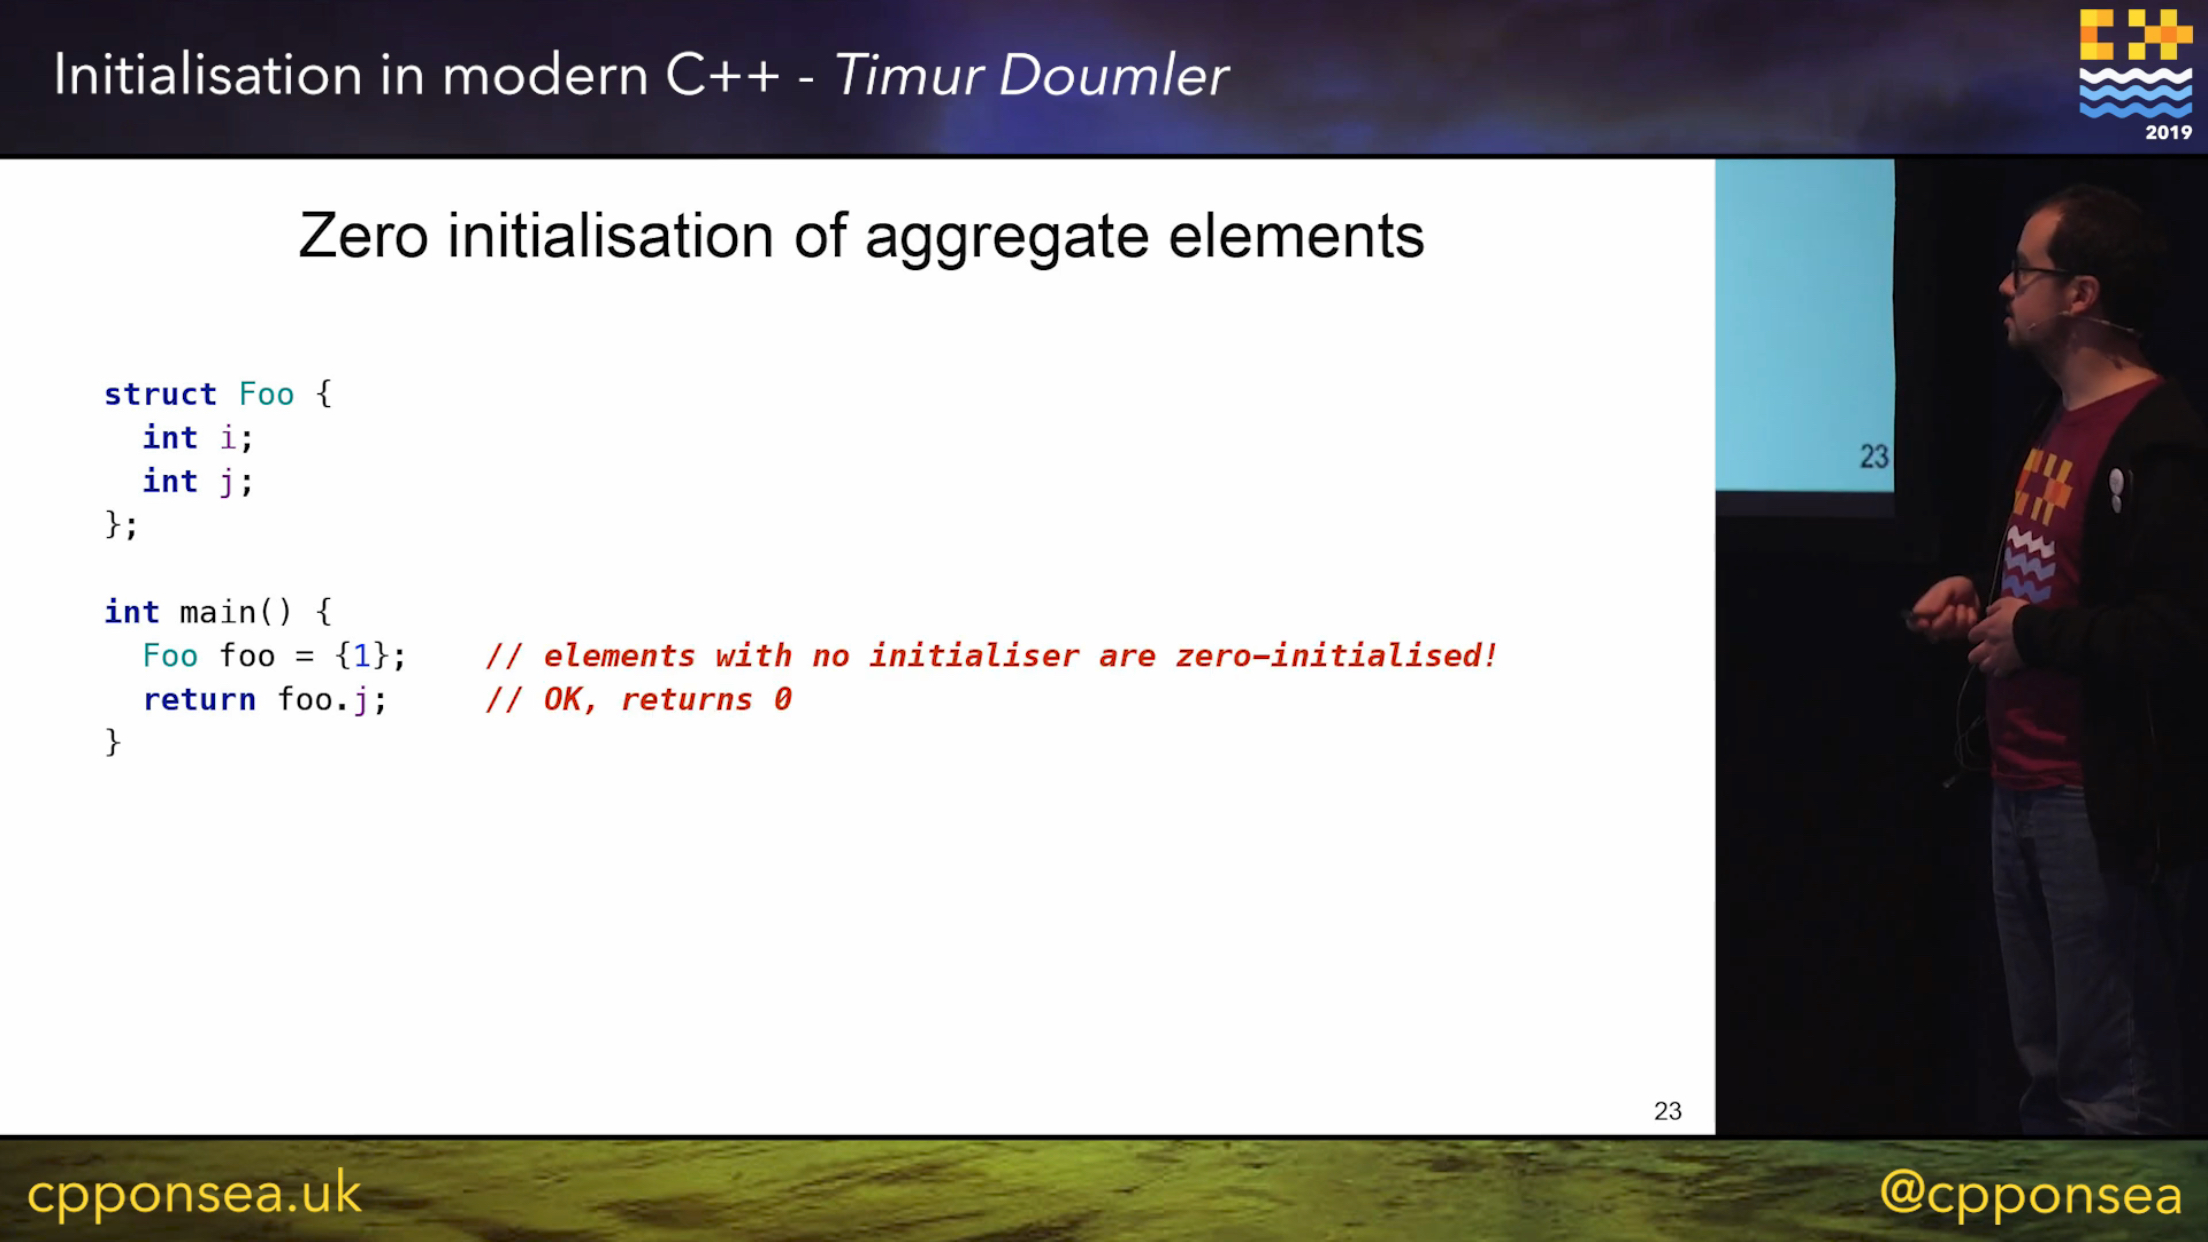 Initialisation in modern C++ - Timur Doumler
2019
Zero initialisation of aggregate elements
struct Foo {
  int i;
  int j;
};
int main() {
  Foo foo = {1};    // elements with no initialiser are zero-initialised!
  return foo.j;     // OK, returns 0
}
23
23
cpponsea.uk
@cpponsea